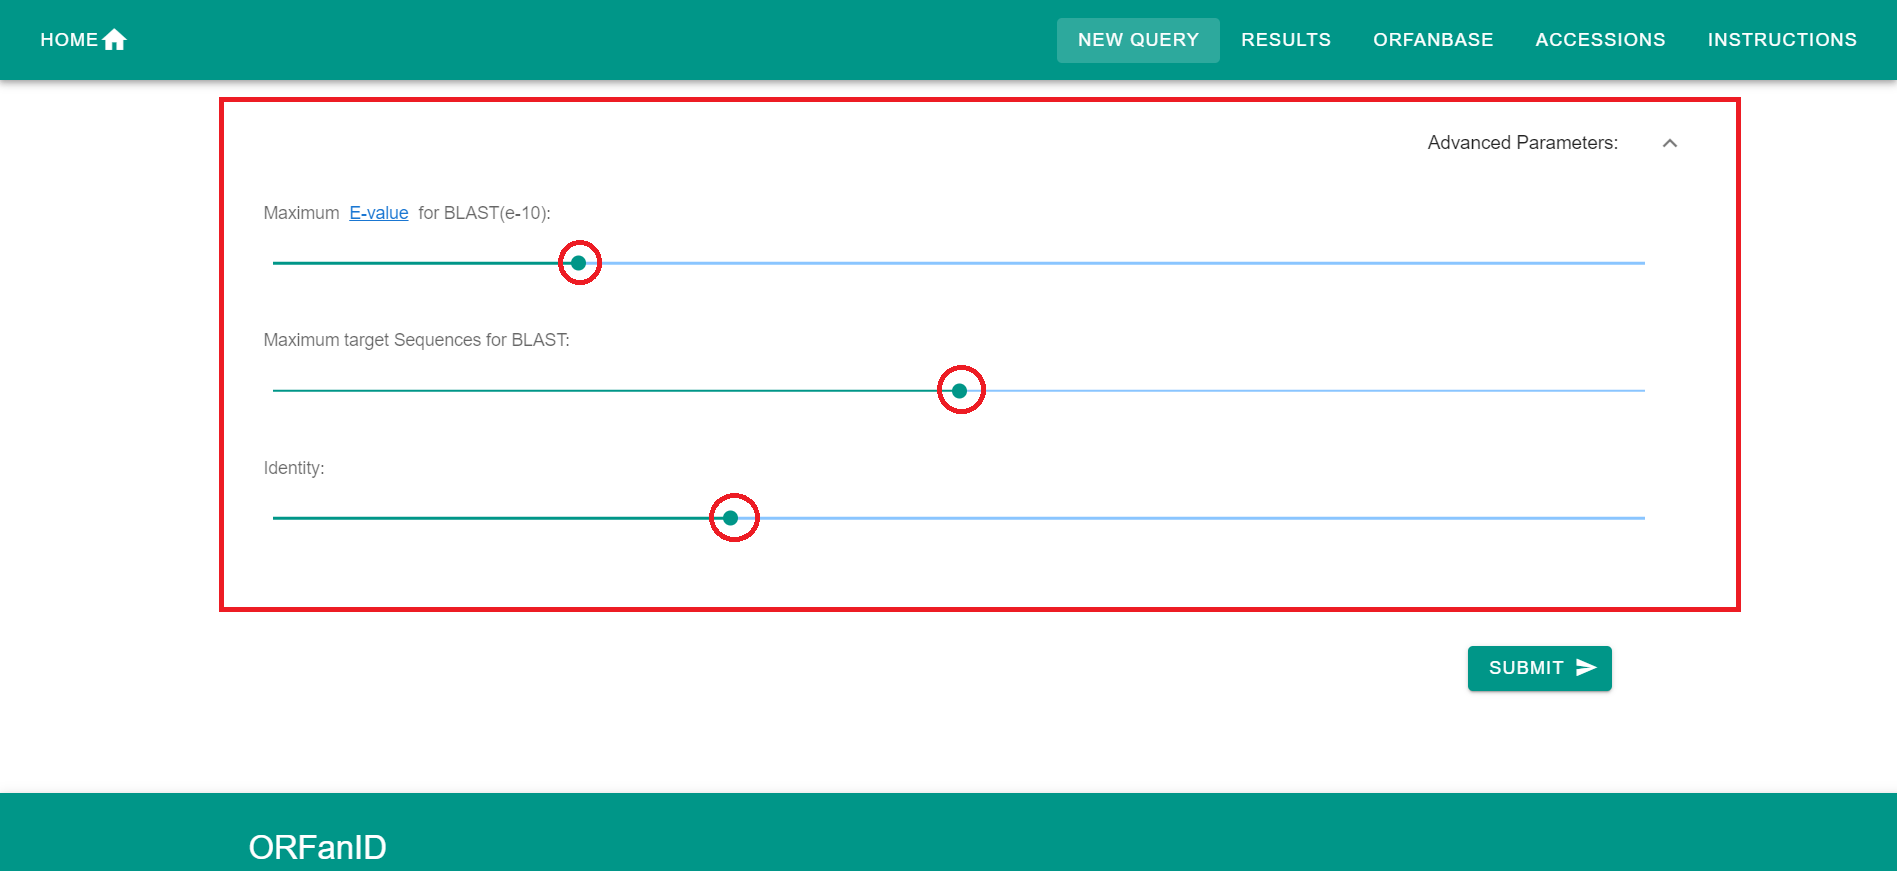 HOME NEW QUERY RESULTS ORFANBASE ACCESSIONS INSTRUCTIONS
Advanced Parameters:
Maximum E-value for BLAST(e-10):
Maximum target Sequences for BLAST:
Identity:
SUBMIT
ORFanID